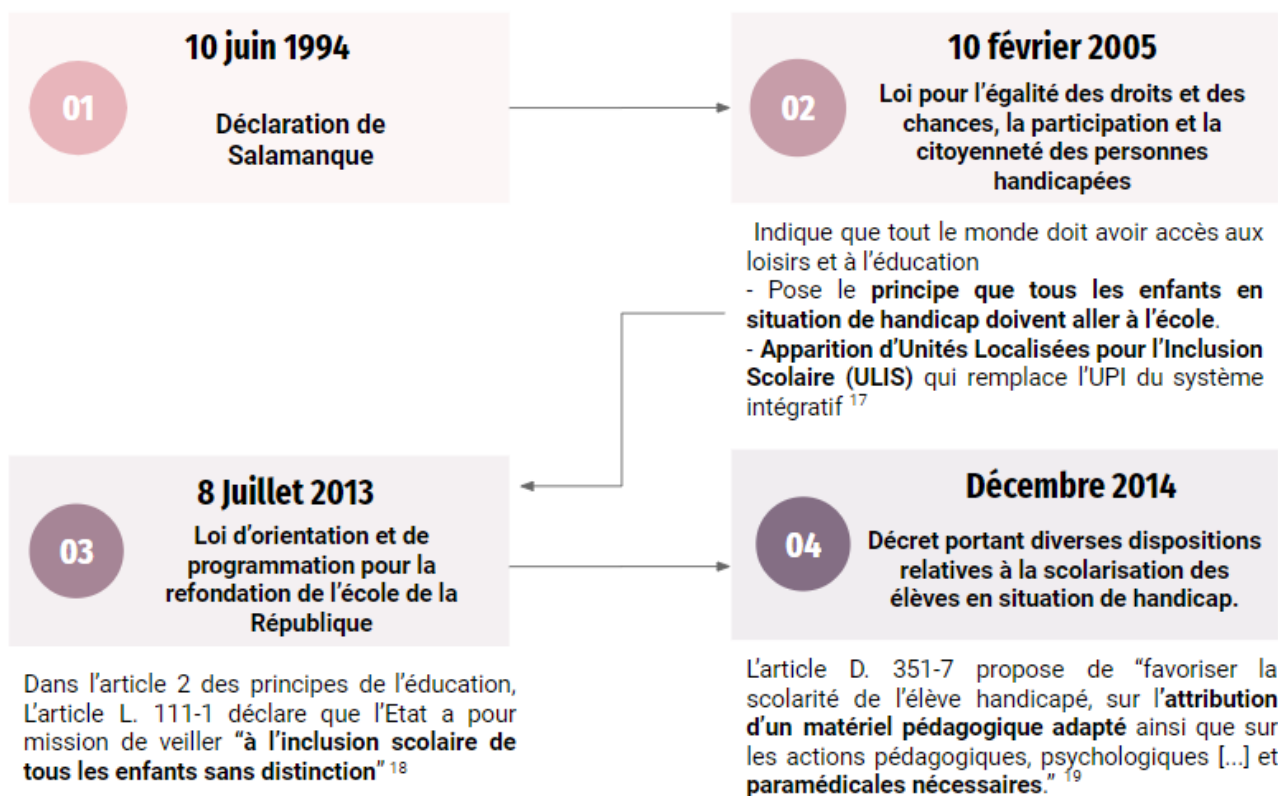 01
10 juin 1994
Déclaration de
Salamanque
02
10 février 2005
Loi pour l’égalité des droits et des
chances, la participation et la
citoyenneté des personnes
handicapées
Indique que tout le monde doit avoir accès aux
loisirs et à l’éducation
- Pose le principe que tous les enfants en
situation de handicap doivent aller à l’école.
- Apparition d’Unités Localisées pour l’Inclusion
Scolaire (ULIS) qui remplace l’UPI du système
intégratif 17
03
8 Juillet 2013
Loi d’orientation et de
programmation pour la
refondation de l’école de la
République
Dans l’article 2 des principes de l’éducation,
L’article L. 111-1 déclare que l’Etat a pour
mission de veiller “à l’inclusion scolaire de
tous les enfants sans distinction” 18
04
Décembre 2014
Décret portant diverses dispositions
relatives à la scolarisation des
élèves en situation de handicap.
L’article D. 351-7 propose de “favoriser la
scolarité de l’élève handicapé, sur l’attribution
d’un matériel pédagogique adapté ainsi que sur
les actions pédagogiques, psychologiques [...] et
paramédicales nécessaires.” 19